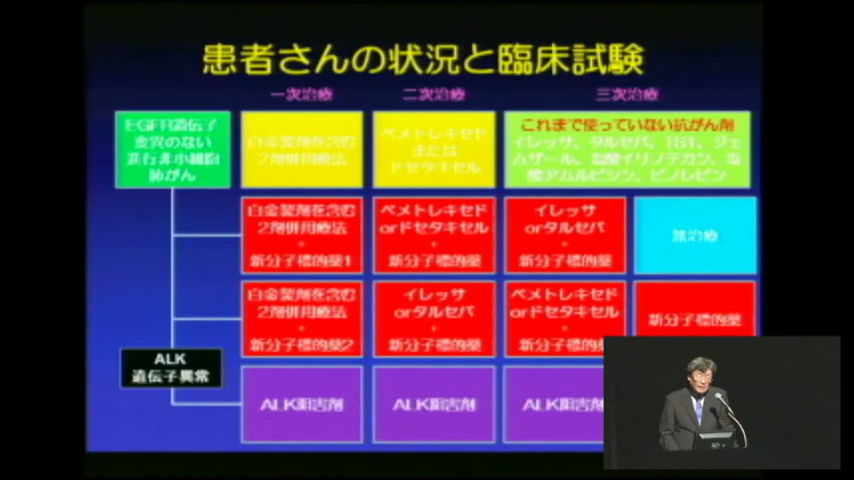 患者さんの状況と臨床試験
一次治療
二次治療
三次治療
EGFR遺伝子
変異のない
進行非小細胞
肺がん
白金製剤を含む
2剤併用療法
ペメトレキセド
または
ドセタキセル
これまで使っていない抗がん剤
イレッサ、タルセバ、TS1、ジェ
ムザール、塩酸イリノテカン、塩
酸アムルビシン、ビノレビン
白金製剤を含む
2剤併用療法
+
新分子標的薬1
ペメトレキセド
orドセタキセル
+
新分子標的薬
イレッサ
orタルセバ
+
新分子標的薬
無治療
白金製剤を含む
2剤併用療法
+
新分子標的薬2
イレッサ
orタルセバ
+
新分子標的薬
ペメトレキセド
orドセタキセル
+
新分子標的薬
新分子標的薬
ALK
遺伝子異常
ALK阻害剤
ALK阻害剤
ALK阻害剤